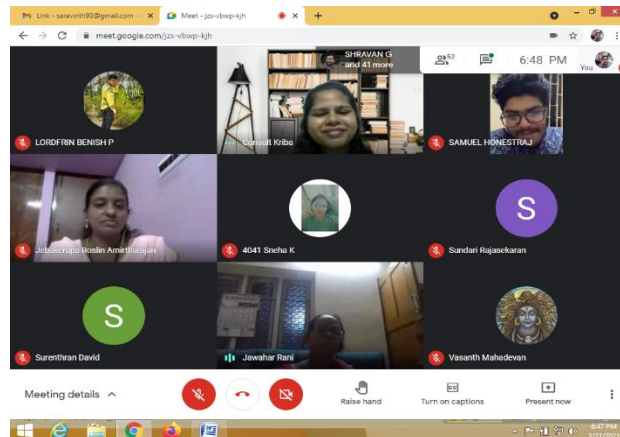 Link - saravinth90@gmail.com -
Meet - jzs-vbwp-kjh
meet.google.com/jzs-vbwp-kjh
SHRAVAN G
and 41 more
52
6:48 PM
You
LORDFRIN BENISH P
Consult Kriba
SAMUEL HONESTRAJ
Jebakerupa Roslin Amirtharajan
4041 Sneha K
S
Sundari Rajasekaran
S
Surenthran David
Jawahar Rani
Vasanth Mahadevan
Meeting details
Raise hand
Turn on captions
Present now
6:47 PM